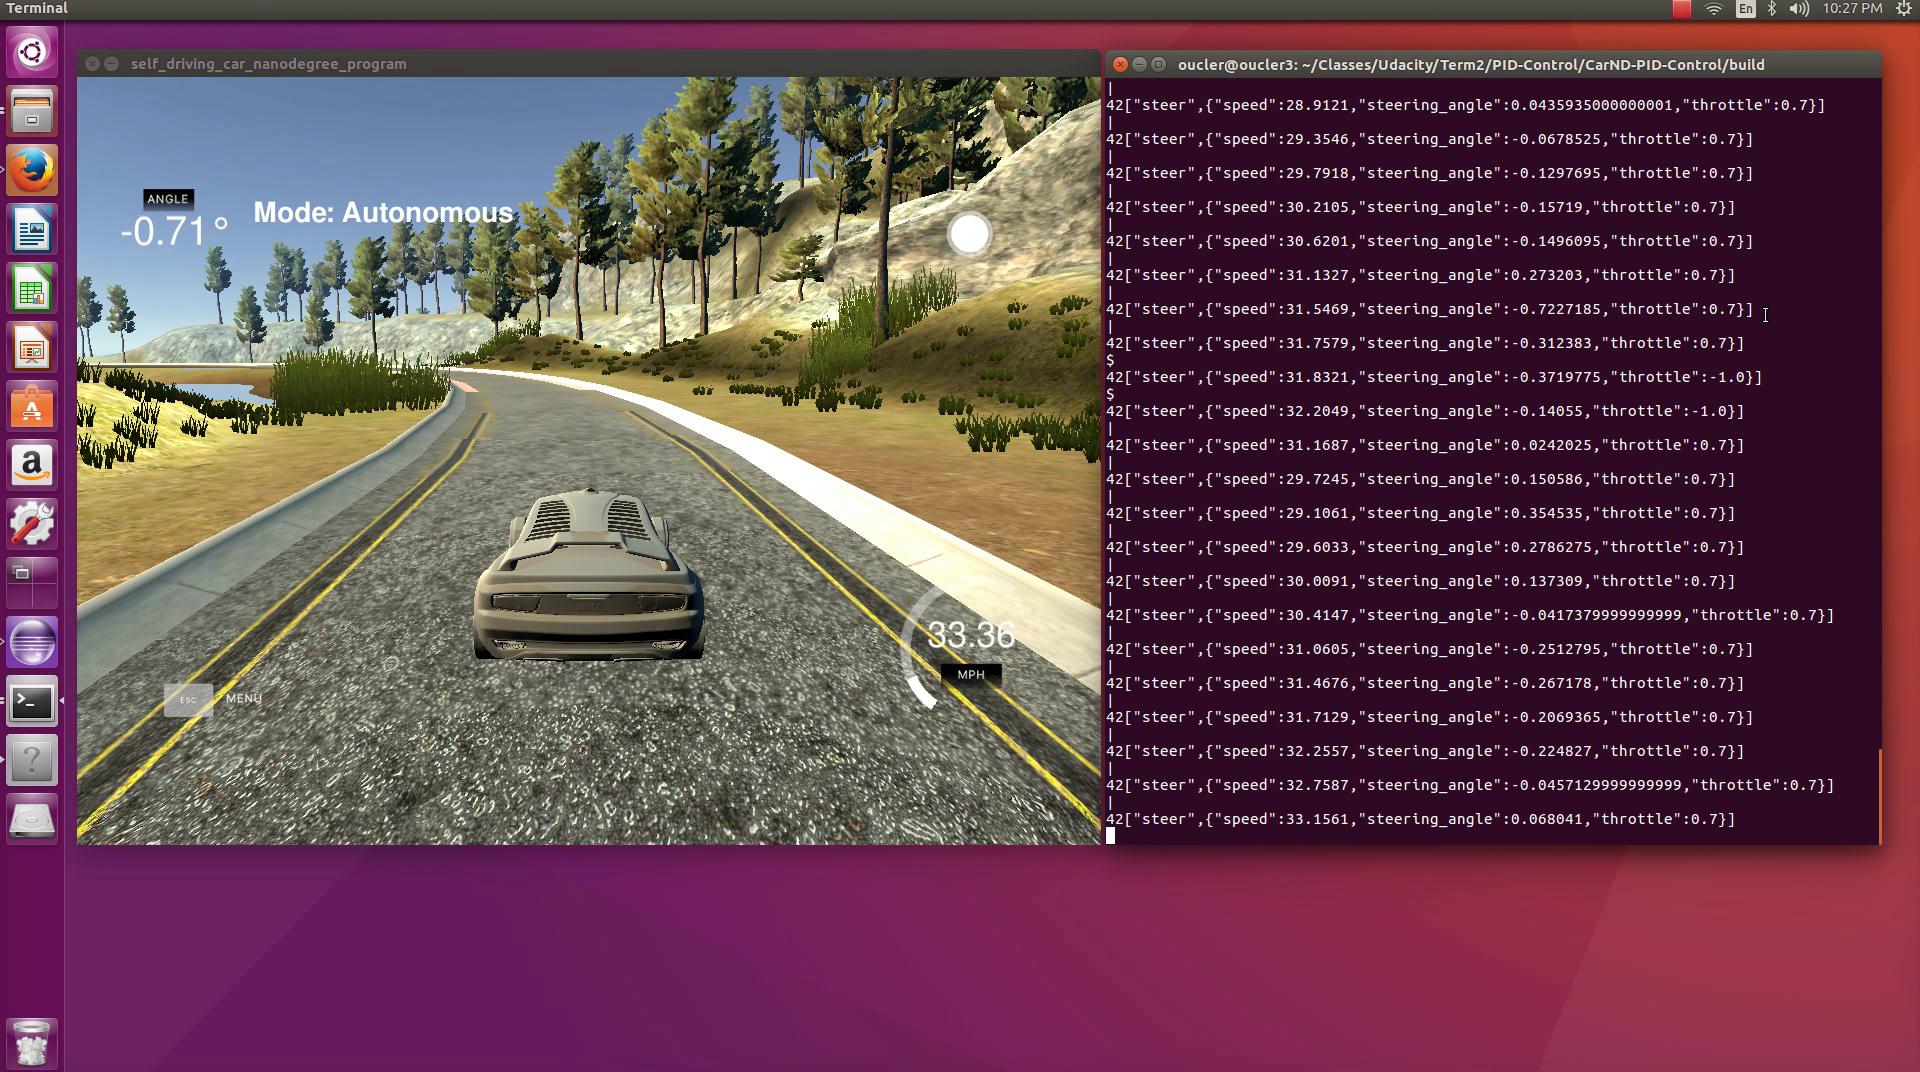 Terminal
En
10:27 PM
self_driving_car_nanodegree_program
ANGLE
-0.71°
Mode: Autonomous
33.36
MPH
ESC
MENU
oucler@oucler3: ~/Classes/Udacity/Term2/PID-Control/CarND-PID-Control/build
|
42["steer",{"speed":28.9121,"steering_angle":0.0435935000000001,"throttle":0.7}]
|
42["steer",{"speed":29.3546,"steering_angle":-0.0678525,"throttle":0.7}]
|
42["steer",{"speed":29.7918,"steering_angle":-0.1297695,"throttle":0.7}]
|
42["steer",{"speed":30.2105,"steering_angle":-0.15719,"throttle":0.7}]
|
42["steer",{"speed":30.6201,"steering_angle":-0.1496095,"throttle":0.7}]
|
42["steer",{"speed":31.1327,"steering_angle":0.273203,"throttle":0.7}]
|
42["steer",{"speed":31.5469,"steering_angle":-0.7227185,"throttle":0.7}]
|
42["steer",{"speed":31.7579,"steering_angle":-0.312383,"throttle":0.7}]
$
42["steer",{"speed":31.8321,"steering_angle":-0.3719775,"throttle":-1.0}]
$
42["steer",{"speed":32.2049,"steering_angle":-0.14055,"throttle":-1.0}]
|
42["steer",{"speed":31.1687,"steering_angle":0.0242025,"throttle":0.7}]
|
42["steer",{"speed":29.7245,"steering_angle":0.150586,"throttle":0.7}]
|
42["steer",{"speed":29.1061,"steering_angle":0.354535,"throttle":0.7}]
|
42["steer",{"speed":29.6033,"steering_angle":0.2786275,"throttle":0.7}]
|
42["steer",{"speed":30.0091,"steering_angle":0.137309,"throttle":0.7}]
|
42["steer",{"speed":30.4147,"steering_angle":-0.0417379999999999,"throttle":0.7}]
|
42["steer",{"speed":31.0605,"steering_angle":-0.2512795,"throttle":0.7}]
|
42["steer",{"speed":31.4676,"steering_angle":-0.267178,"throttle":0.7}]
|
42["steer",{"speed":31.7129,"steering_angle":-0.2069365,"throttle":0.7}]
|
42["steer",{"speed":32.2557,"steering_angle":-0.224827,"throttle":0.7}]
|
42["steer",{"speed":32.7587,"steering_angle":-0.0457129999999999,"throttle":0.7}]
|
42["steer",{"speed":33.1561,"steering_angle":0.068041,"throttle":0.7}]